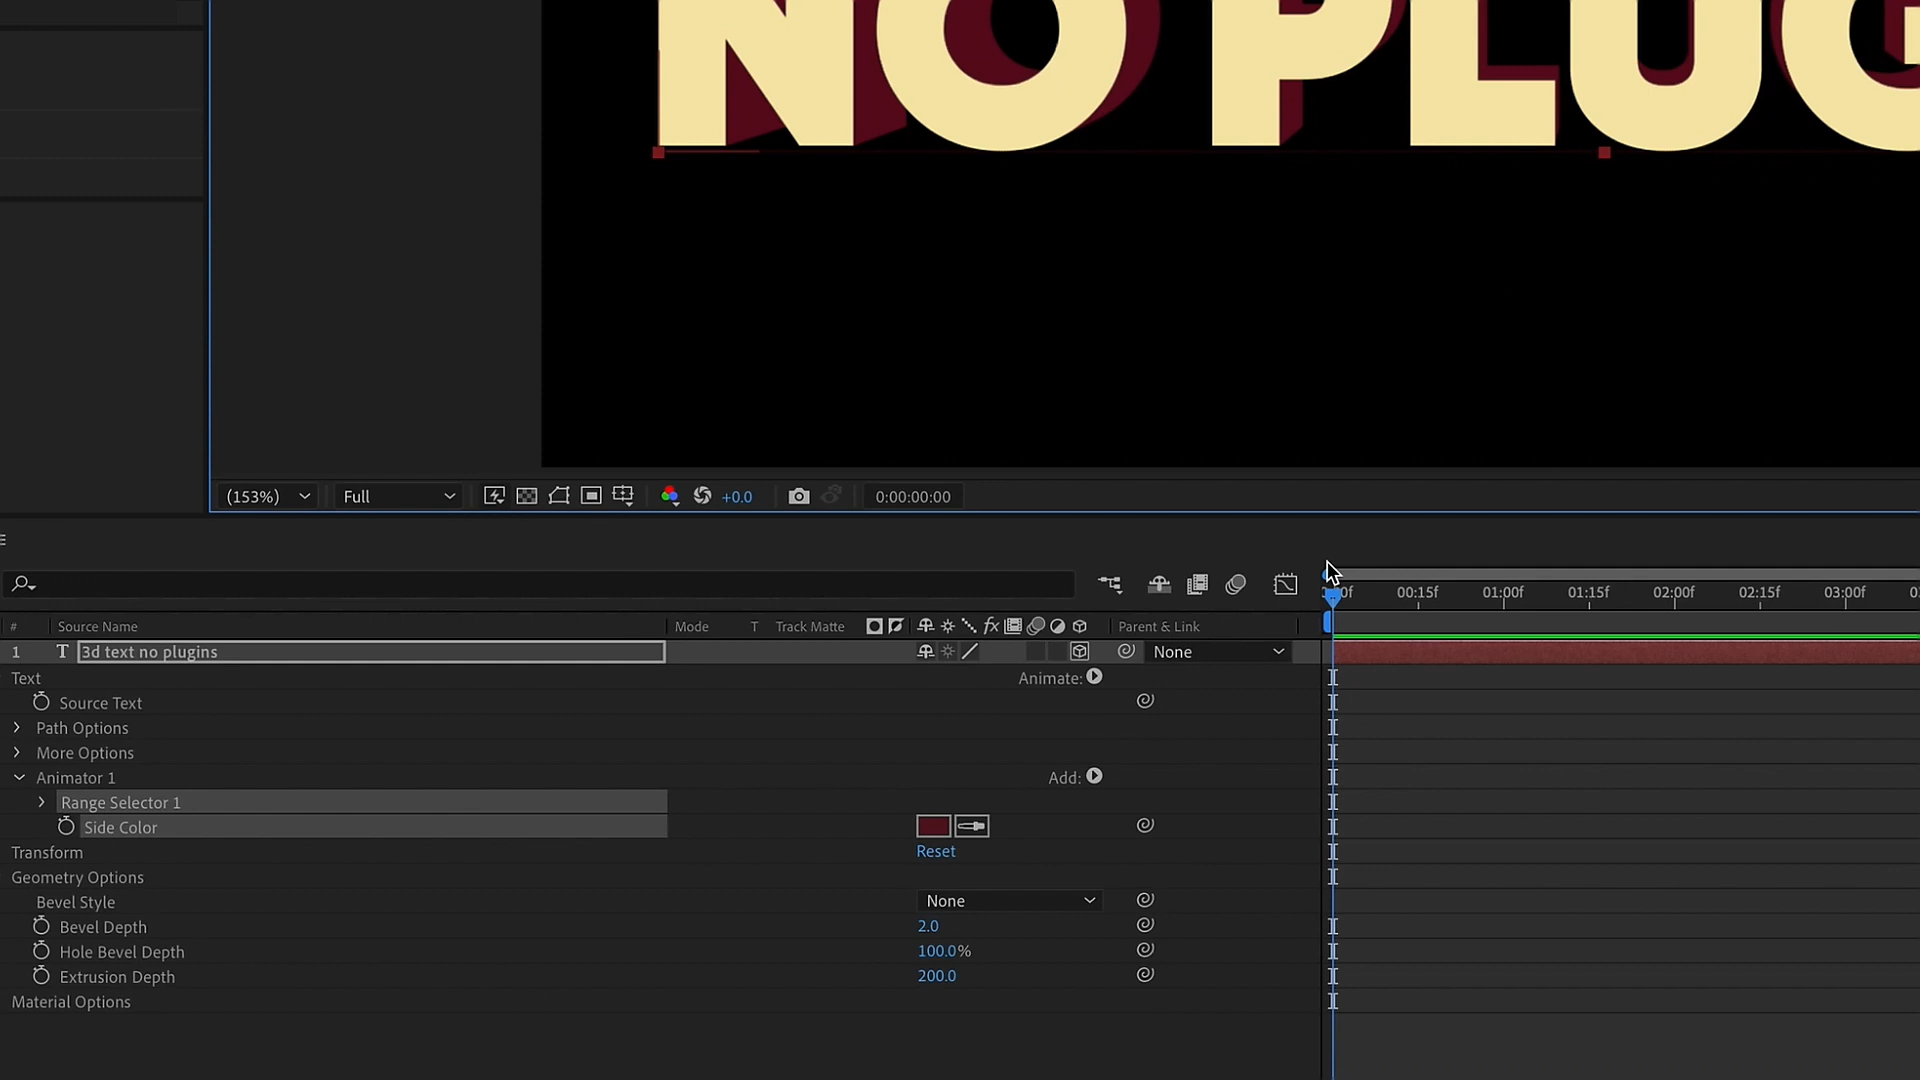 NO PLUG
(153%) Full +0.0 0:00:00:00
00:15f 01:00f 01:15f 02:00f 02:15f 03:00f
# Source Name Mode T Track Matte fx Parent & Link
1 T 3d text no plugins None
Text Animate:
Source Text
Path Options
More Options
Animator 1 Add:
Range Selector 1
Side Color
Transform Reset
Geometry Options
Bevel Style None
Bevel Depth 2.0
Hole Bevel Depth 100.0%
Extrusion Depth 200.0
Material Options